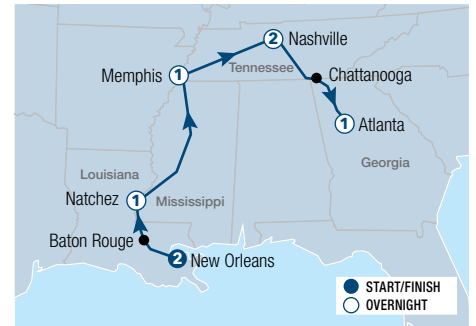 2 Nashville
Tennessee
Memphis 1
Chattanooga
1 Atlanta
Georgia
Louisiana
Natchez 1 Mississippi
Baton Rouge
2 New Orleans
START/FINISH
OVERNIGHT